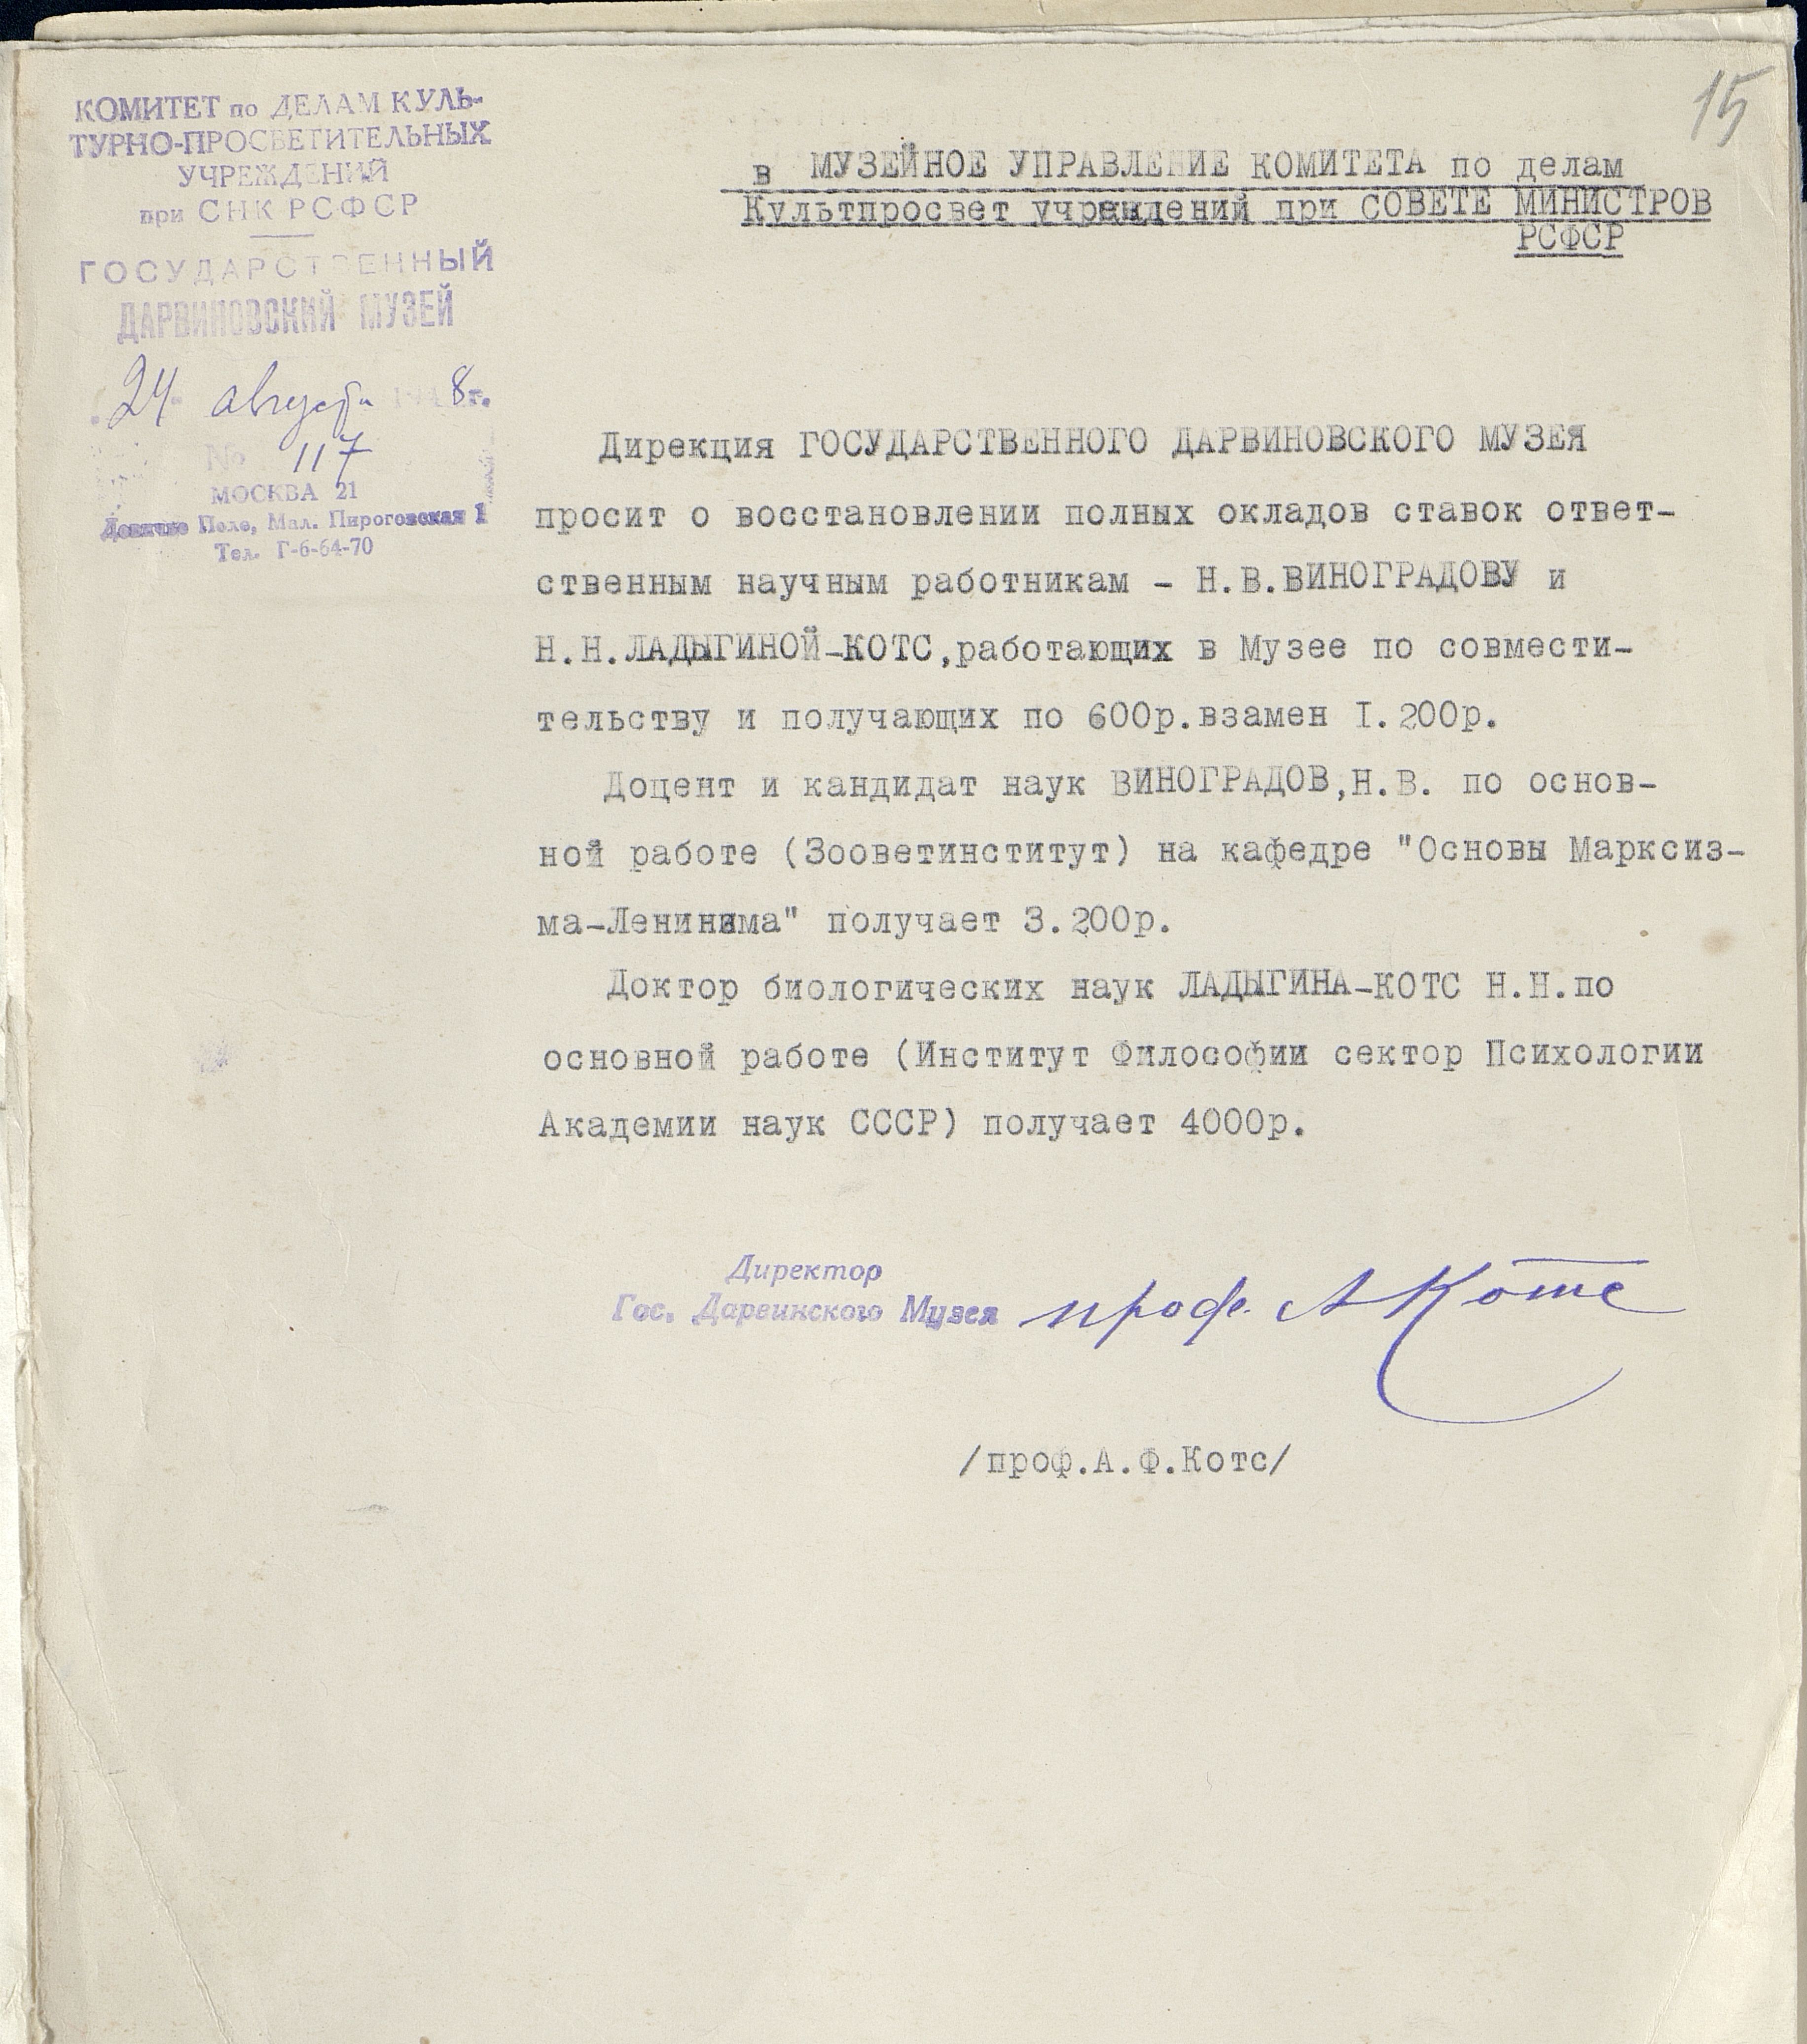 15
КОМИТЕТ по ДЕЛАМ КУЛЬ-
ТУРНО-ПРОСВЕТИТЕЛЬНЫХ
УЧРЕЖДЕНИЙ
при СНК РСФСР
ГОСУДАРСТВЕННЫЙ
ДАРВИНОВСКИЙ МУЗЕЙ
24 августа 1948г.
№ 117
МОСКВА 21
Девичье Поле, Мал. Пироговская 1
Тел. Г-6-64-70
в МУЗЕЙНОЕ УПРАВЛЕНИЕ КОМИТЕТА по делам
Культпросвет учреждений при СОВЕТЕ МИНИСТРОВ
РСФСР
Дирекция ГОСУДАРСТВЕННОГО ДАРВИНОВСКОГО МУЗЕЯ
просит о восстановлении полных окладов ставок ответ-
ственным научным работникам - Н.В.ВИНОГРАДОВУ и
Н.Н.ЛАДЫГИНОЙ-КОТС,работающих в Музее по совмести-
тельству и получающих по 600р.взамен I.200р.
Доцент и кандидат наук ВИНОГРАДОВ,Н.В. по основ-
ной работе (Зооветинститут) на кафедре "Основы Марксиз-
ма-Ленинизма" получает 3.200р.
Доктор биологических наук ЛАДЫГИНА-КОТС Н.Н.по
основной работе (Институт Философии сектор Психологии
Академии наук СССР) получает 4000р.
Директор
Гос. Дарвинского Музея проф. А Котс
/проф.А.Ф.Котс/